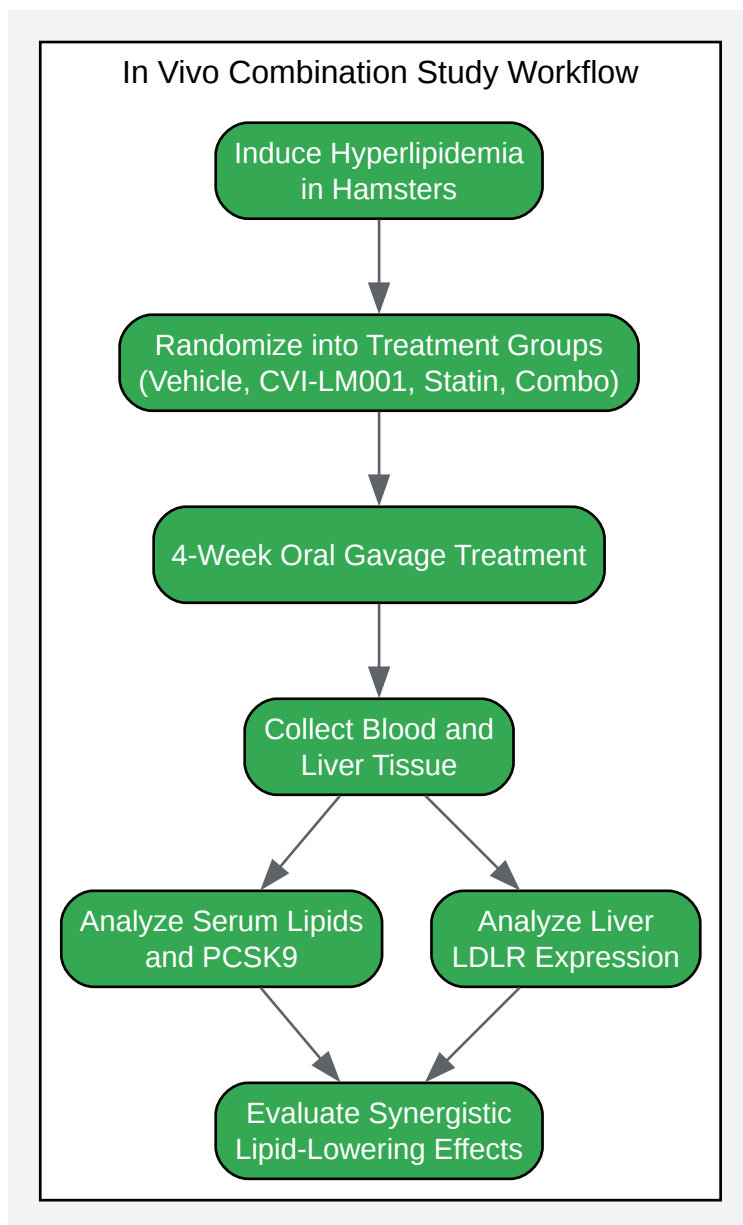 In Vivo Combination Study Workflow
Induce Hyperlipidemia
in Hamsters
Randomize into Treatment Groups
(Vehicle, CVI-LM001, Statin, Combo)
4-Week Oral Gavage Treatment
Collect Blood and
Liver Tissue
Analyze Serum Lipids
and PCSK9
Analyze Liver
LDLR Expression
Evaluate Synergistic
Lipid-Lowering Effects